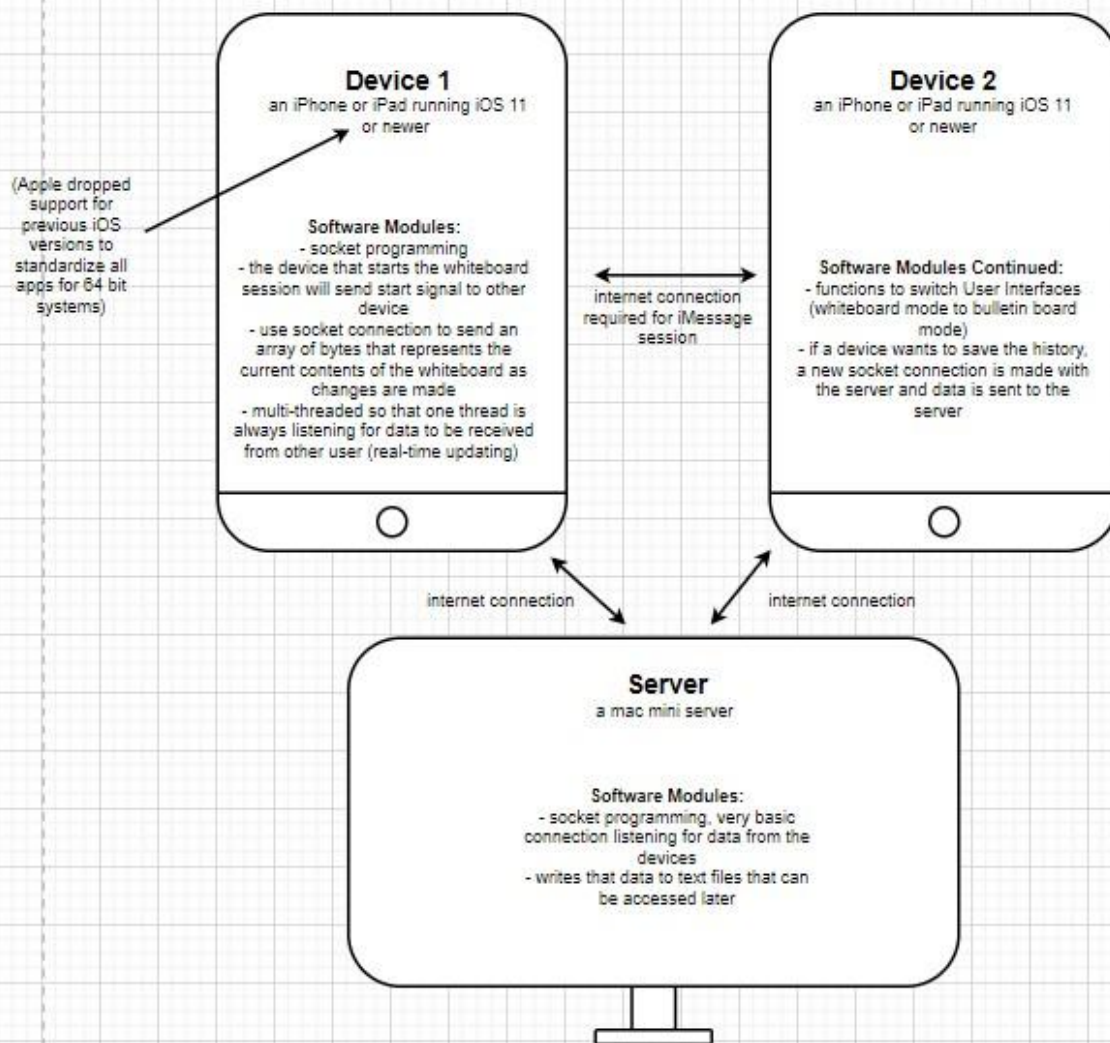 Device 1
an iPhone or iPad running iOS 11
or newer
(Apple dropped
support for
previous iOS
versions to
standardize all
apps for 64 bit
systems)
Software Modules:
- socket programming
- the device that starts the whiteboard
session will send start signal to other
device
- use socket connection to send an
array of bytes that represents the
current contents of the whiteboard as
changes are made
- multi-threaded so that one thread is
always listening for data to be received
from other user (real-time updating)
internet connection
required for iMessage
session
Device 2
an iPhone or iPad running iOS 11
or newer
Software Modules Continued:
- functions to switch User Interfaces
(whiteboard mode to bulletin board
mode)
- if a device wants to save the history,
a new socket connection is made with
the server and data is sent to the
server
internet connection
internet connection
Server
a mac mini server
Software Modules:
- socket programming, very basic
connection listening for data from the
devices
- writes that data to text files that can
be accessed later